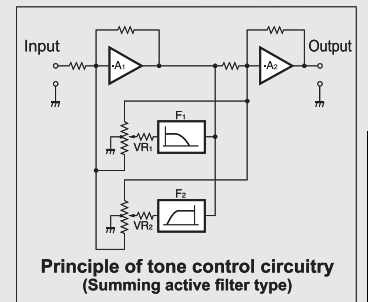 Input
Output
·A₁
·A₂
F₁
VR₁
F₂
VR₂
Principle of tone control circuitry
(Summing active filter type)